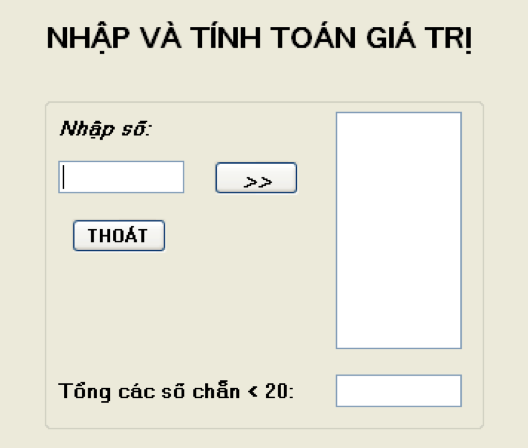 NHẬP VÀ TÍNH TOÁN GIÁ TRỊ
Nhập số:
>>
THOÁT
Tổng các số chẵn < 20: